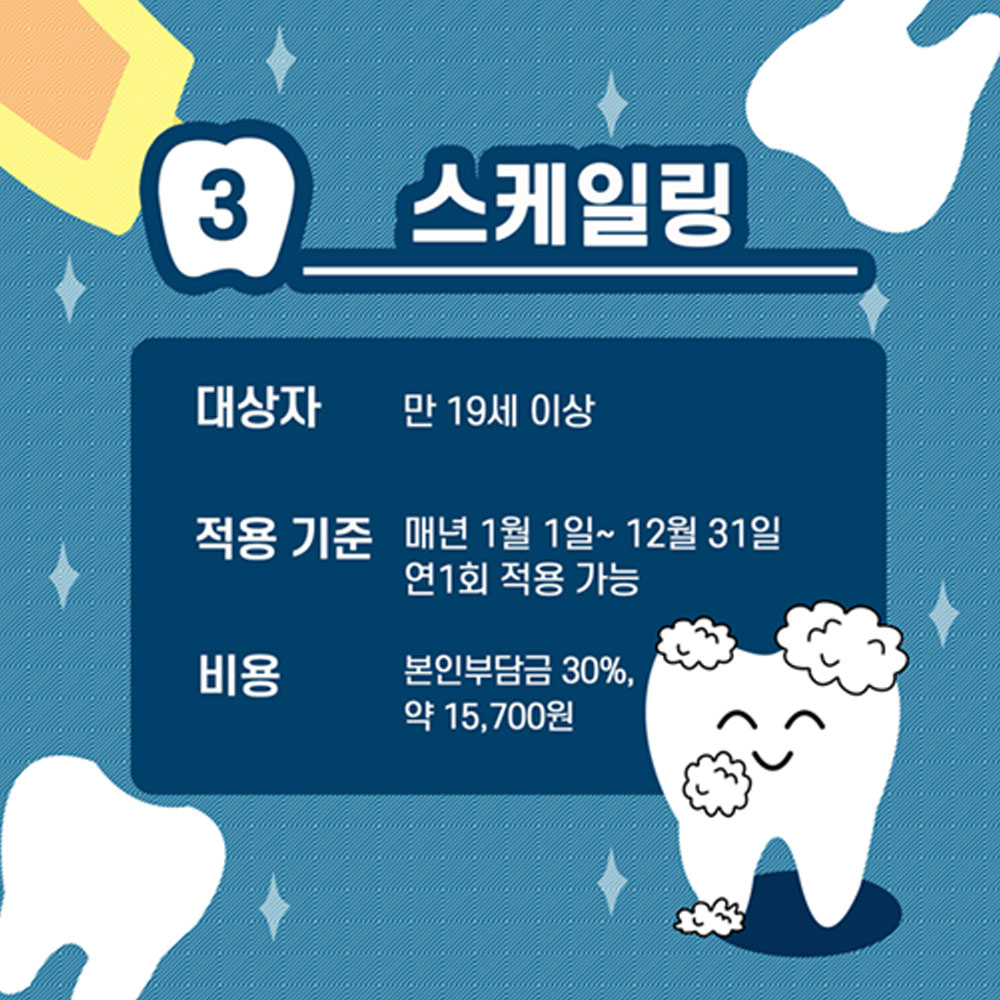 3
스케일링
대상자
만 19세 이상
적용 기준
매년 1월 1일~ 12월 31일
연1회 적용 가능
비용
본인부담금 30%,
약 15,700원